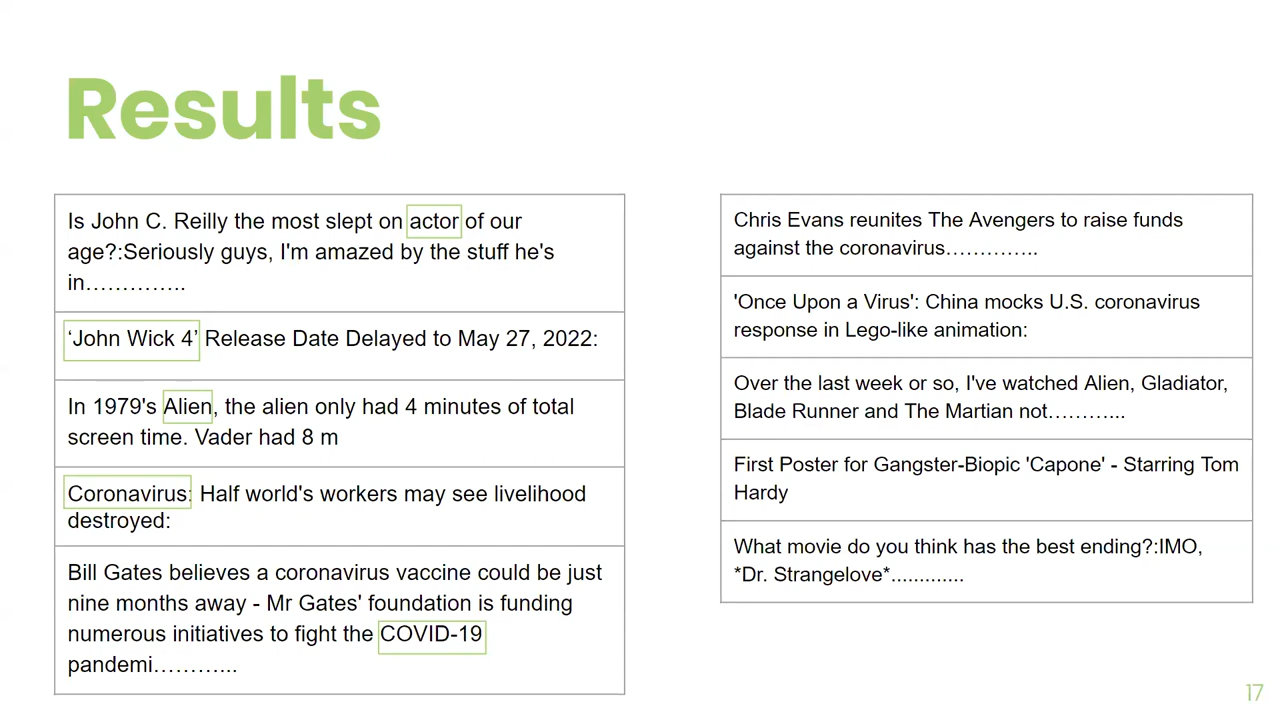 Results
Is John C. Reilly the most slept on actor of our
age?:Seriously guys, I'm amazed by the stuff he's
in…………..
‘John Wick 4’ Release Date Delayed to May 27, 2022:
In 1979's Alien, the alien only had 4 minutes of total
screen time. Vader had 8 m
Coronavirus: Half world's workers may see livelihood
destroyed:
Bill Gates believes a coronavirus vaccine could be just
nine months away - Mr Gates' foundation is funding
numerous initiatives to fight the COVID-19
pandemi………...
Chris Evans reunites The Avengers to raise funds
against the coronavirus…………..
'Once Upon a Virus': China mocks U.S. coronavirus
response in Lego-like animation:
Over the last week or so, I've watched Alien, Gladiator,
Blade Runner and The Martian not………...
First Poster for Gangster-Biopic 'Capone' - Starring Tom
Hardy
What movie do you think has the best ending?:IMO,
*Dr. Strangelove*.............
17